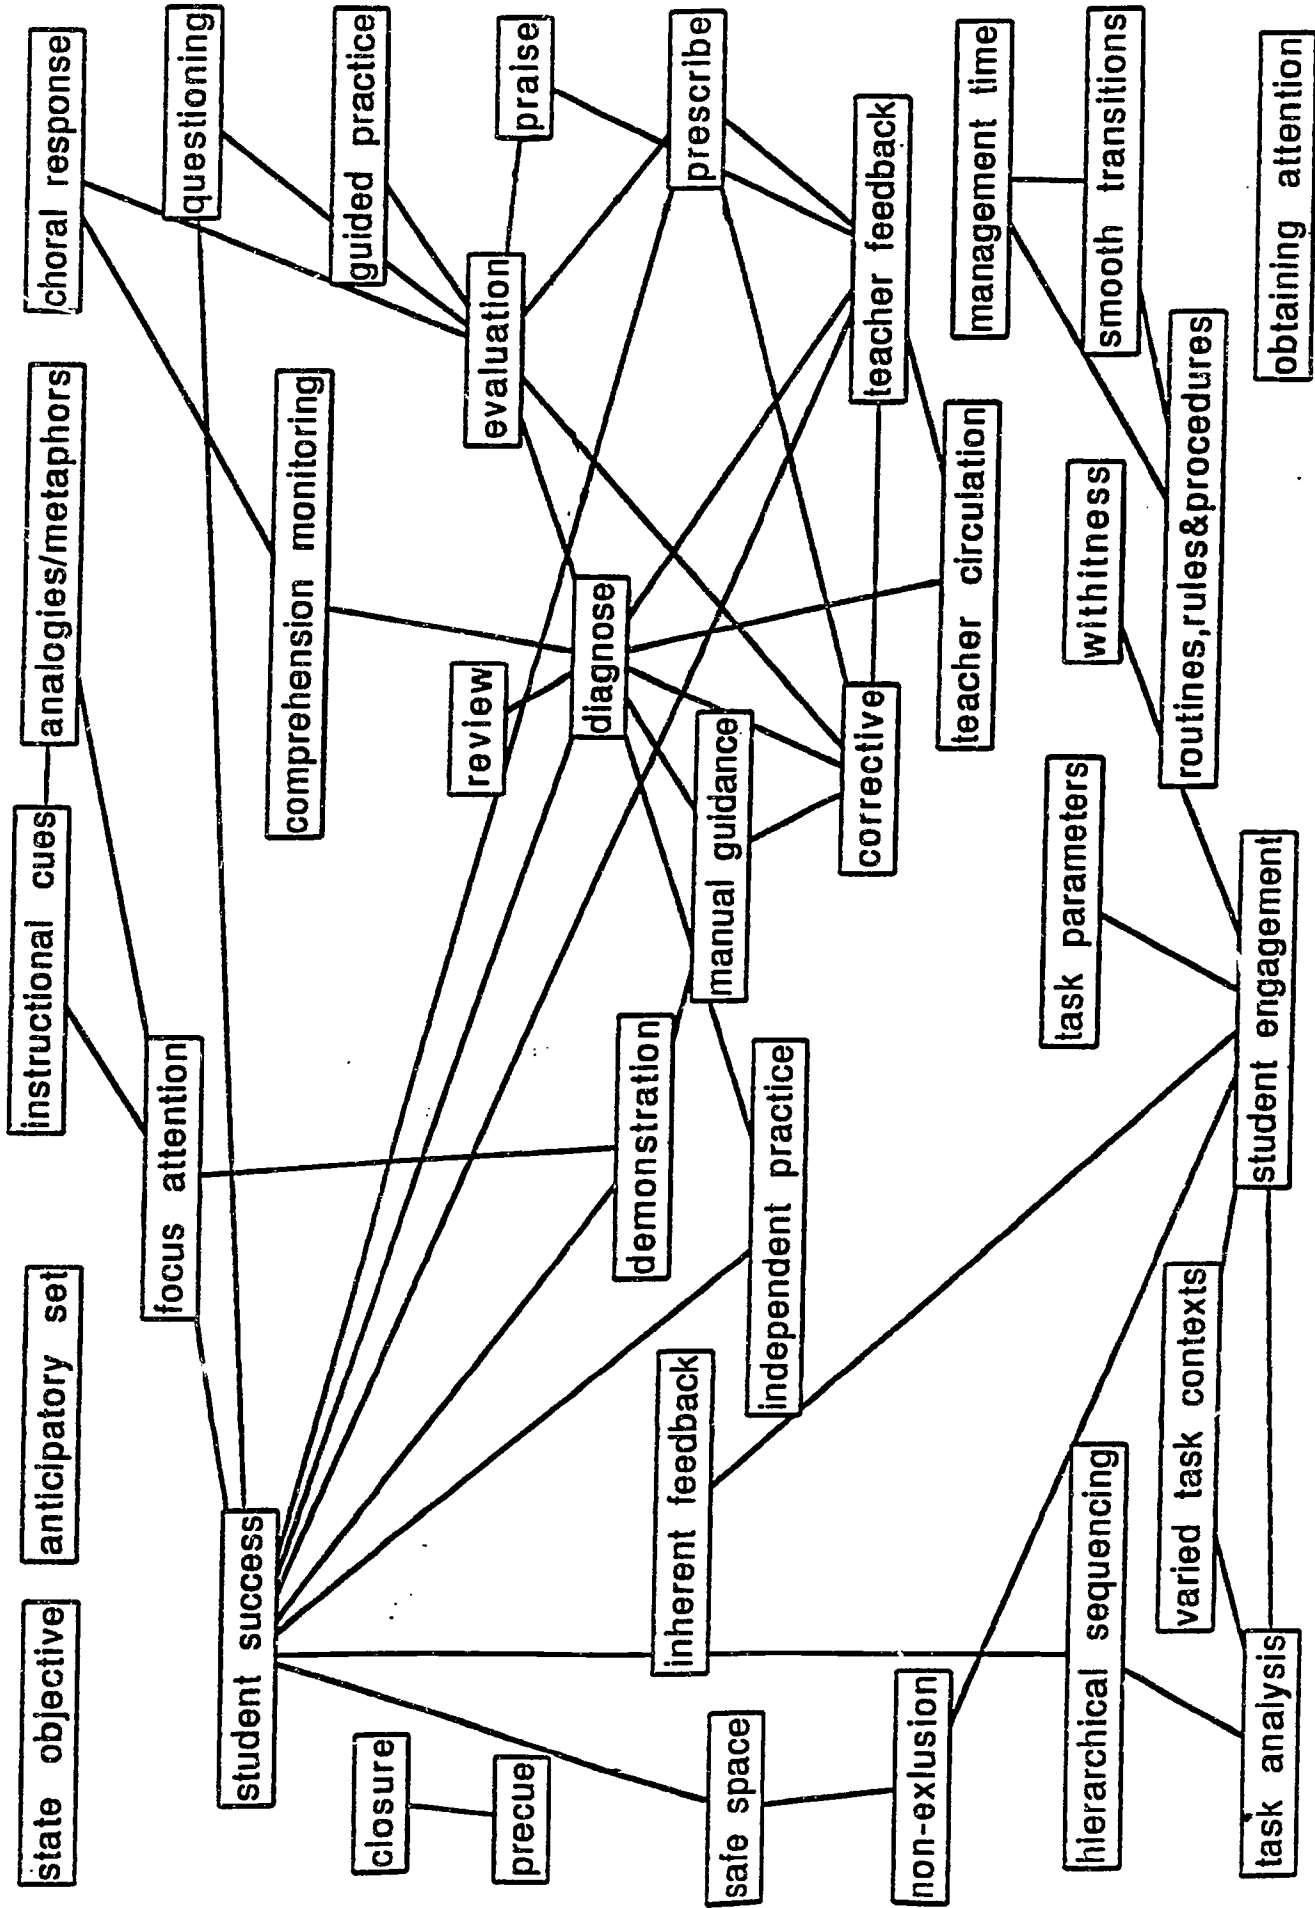 state objective
anticipatory set
instructional cues
analogies/metaphors
choral response
focus attention
questioning
student success
comprehension monitoring
guided practice
closure
precue
review
evaluation
praise
diagnose
demonstration
inherent feedback
manual guidance
prescribe
safe space
independent practice
corrective
teacher feedback
non-exlusion
teacher circulation
management time
task parameters
withitness
hierarchical sequencing
smooth transitions
varied task contexts
routines,rules&procedures
task analysis
student engagement
obtaining attention